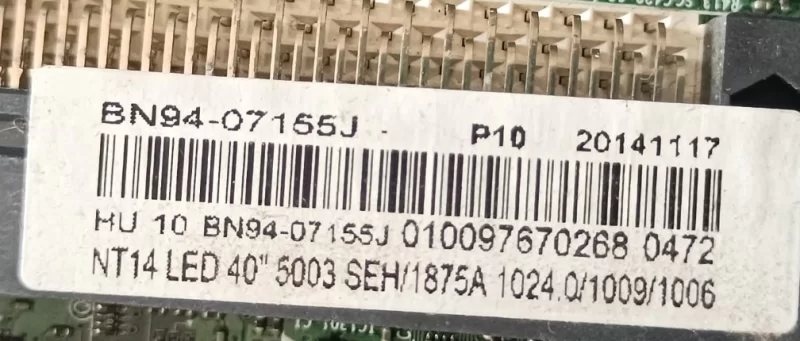 BN94-07155J - P10 20141117
HU 10 BN94-07155J 010097670268 0472
NT14 LED 40" 5003 SEH/1875A 1024.0/1009/1006